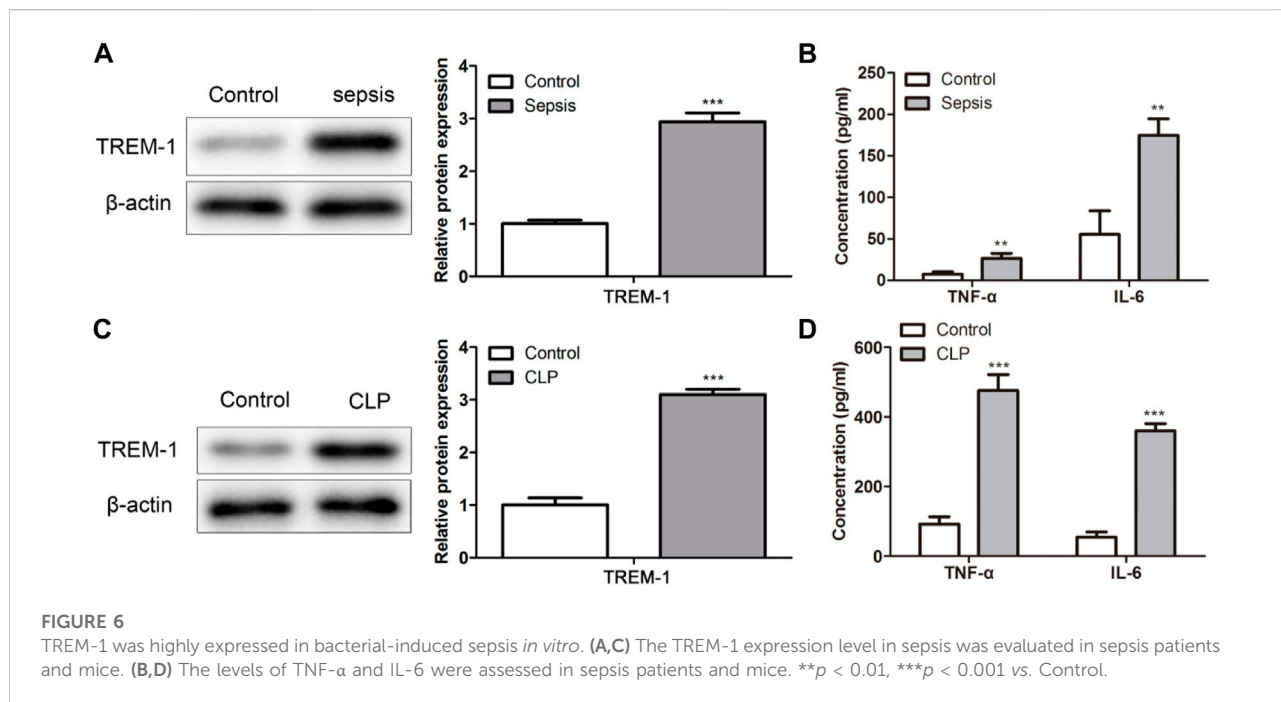 A
Control sepsis
TREM-1
β-actin
Relative protein expression
4
3
2
1
0
Control
Sepsis
***
TREM-1
B
Concentration (pg/ml)
250
200
150
100
50
0
Control
Sepsis
**
**
TNF-α IL-6
C
Control CLP
TREM-1
β-actin
Relative protein expression
4
3
2
1
0
Control
CLP
***
TREM-1
D
Concentration (pg/ml)
600
400
200
0
Control
CLP
***
***
TNF-α IL-6
FIGURE 6
TREM-1 was highly expressed in bacterial-induced sepsis in vitro. (A,C) The TREM-1 expression level in sepsis was evaluated in sepsis patients
and mice. (B,D) The levels of TNF-α and IL-6 were assessed in sepsis patients and mice. **p < 0.01, ***p < 0.001 vs. Control.